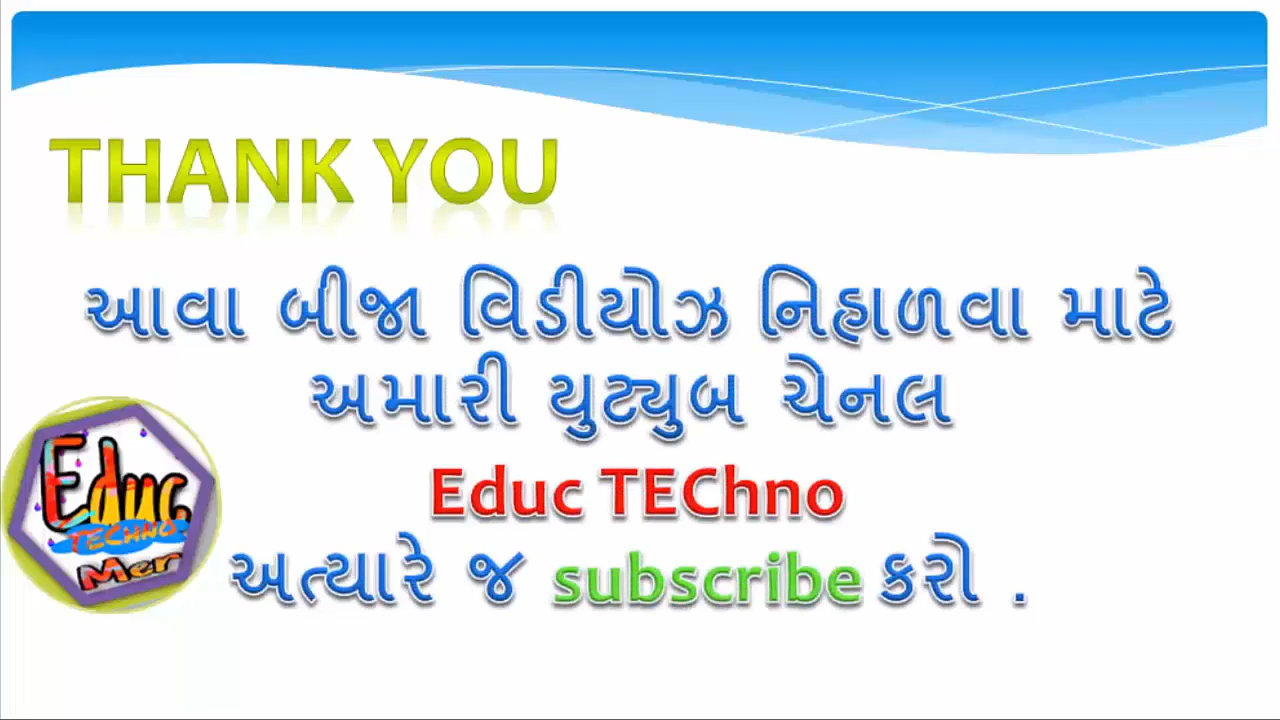 THANK YOU
આવા બીજા વિડીયોઝ નિહાળવા માટે
અમારી યુટ્યુબ ચેનલ
Educ TEChno
અત્યારે જ subscribe કરો .
Educ
TECHNO
Mer